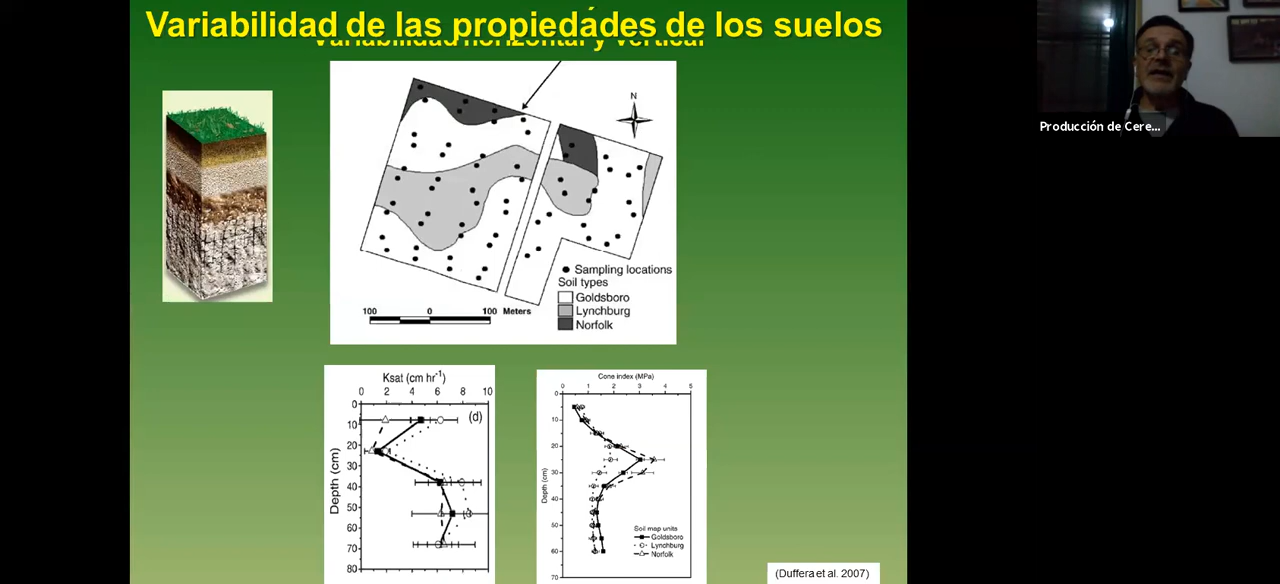 Variabilidad de las propiedades de los suelos
Variabilidad horizontal y vertical
N
Producción de Cere...
Sampling locations
Soil types
Goldsboro
Lynchburg
Norfolk
100 0 100 Meters
Ksat (cm hr-1)
0 2 4 6 8 10
(d)
Depth (cm)
0
10
20
30
40
50
60
70
80
Cone index (MPa)
0 1 2 3 4 5
Depth (cm)
0
10
20
30
40
50
60
70
Soil map units
Goldsboro
Lynchburg
Norfolk
(Duffera et al. 2007)